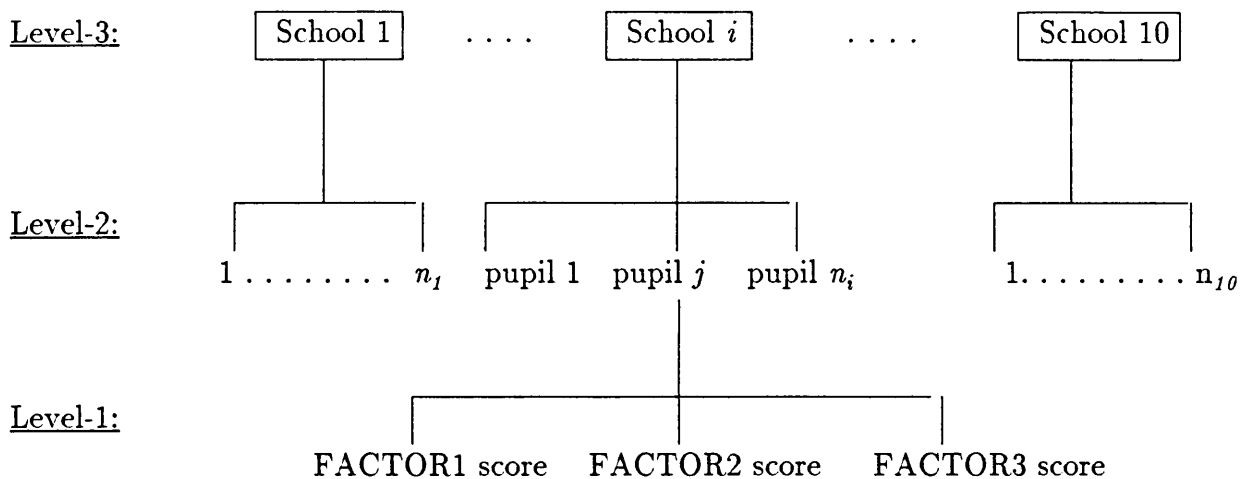 Level-3: School 1 . . . . School i . . . . School 10
Level-2:
1 . . . . . . . . n₁ pupil 1 pupil j pupil nᵢ 1. . . . . . . . . n₁₀
Level-1:
FACTOR1 score FACTOR2 score FACTOR3 score